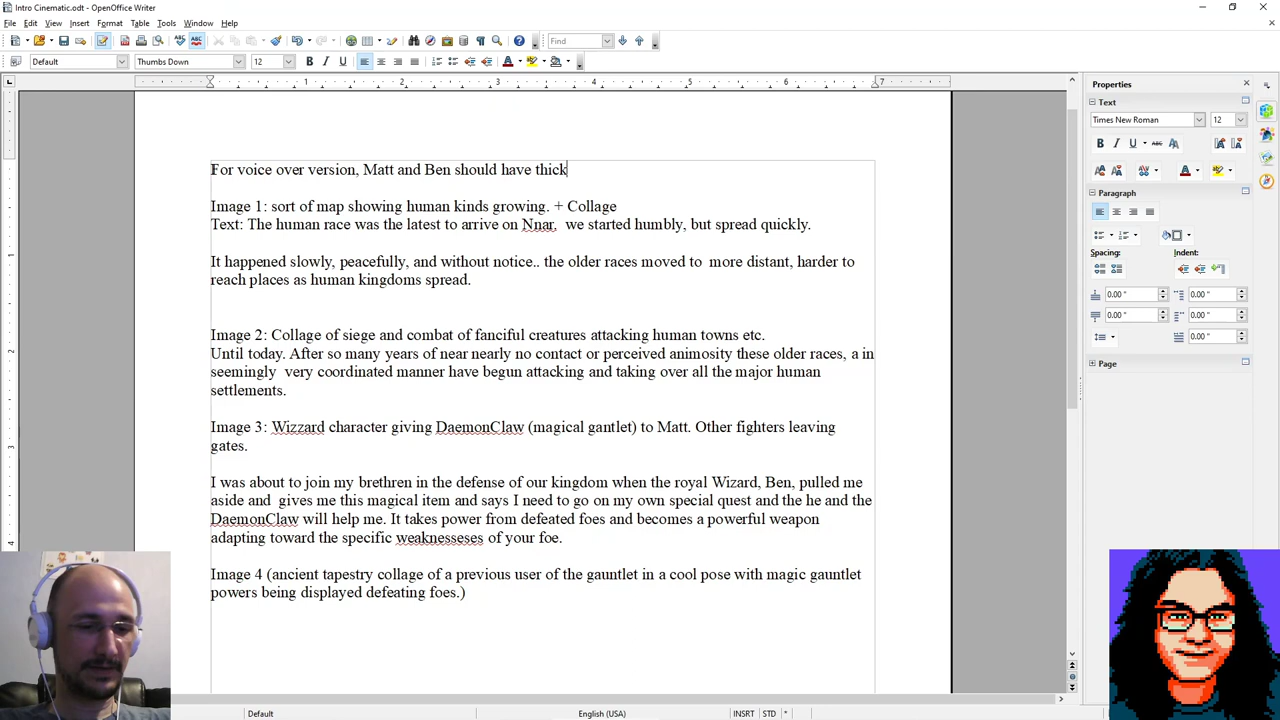 Intro Cinematic.odt - OpenOffice Writer
File Edit View Insert Format Table Tools Window Help
Find
Default Thumbs Down 12 B I U A
1 2 3 4 5 6 7
For voice over version, Matt and Ben should have thick
Image 1: sort of map showing human kinds growing. + Collage
Text: The human race was the latest to arrive on Nnar,  we started humbly, but spread quickly.
It happened slowly, peacefully, and without notice.. the older races moved to  more distant, harder to
reach places as human kingdoms spread.
Image 2: Collage of siege and combat of fanciful creatures attacking human towns etc.
Until today. After so many years of near nearly no contact or perceived animosity these older races, a in
seemingly  very coordinated manner have begun attacking and taking over all the major human
settlements.
Image 3: Wizzard character giving DaemonClaw (magical gantlet) to Matt. Other fighters leaving
gates.
I was about to join my brethren in the defense of our kingdom when the royal Wizard, Ben, pulled me
aside and  gives me this magical item and says I need to go on my own special quest and the he and the
DaemonClaw will help me. It takes power from defeated foes and becomes a powerful weapon
adapting toward the specific weaknesseses of your foe.
Image 4 (ancient tapestry collage of a previous user of the gauntlet in a cool pose with magic gauntlet
powers being displayed defeating foes.)
1
2
3
4
Properties
Text
Times New Roman 12
B I U
Paragraph
Spacing: Indent:
0.00 " 0.00 "
0.00 " 0.00 "
0.00 "
Page
Default English (USA) INSRT STD *